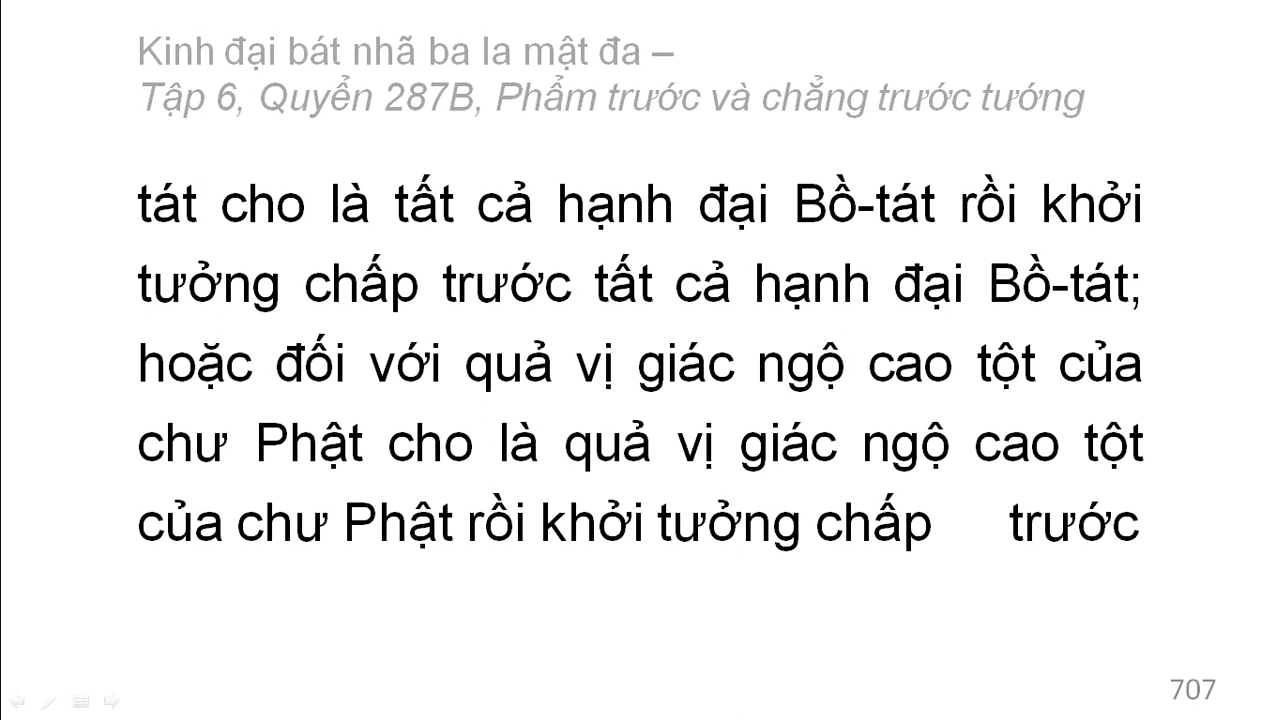 Kinh đại bát nhã ba la mật đa –
Tập 6, Quyển 287B, Phẩm trước và chẳng trước tướng
tát cho là tất cả hạnh đại Bồ-tát rồi khởi
tưởng chấp trước tất cả hạnh đại Bồ-tát;
hoặc đối với quả vị giác ngộ cao tột của
chư Phật cho là quả vị giác ngộ cao tột
của chư Phật rồi khởi tưởng chấp trước
707